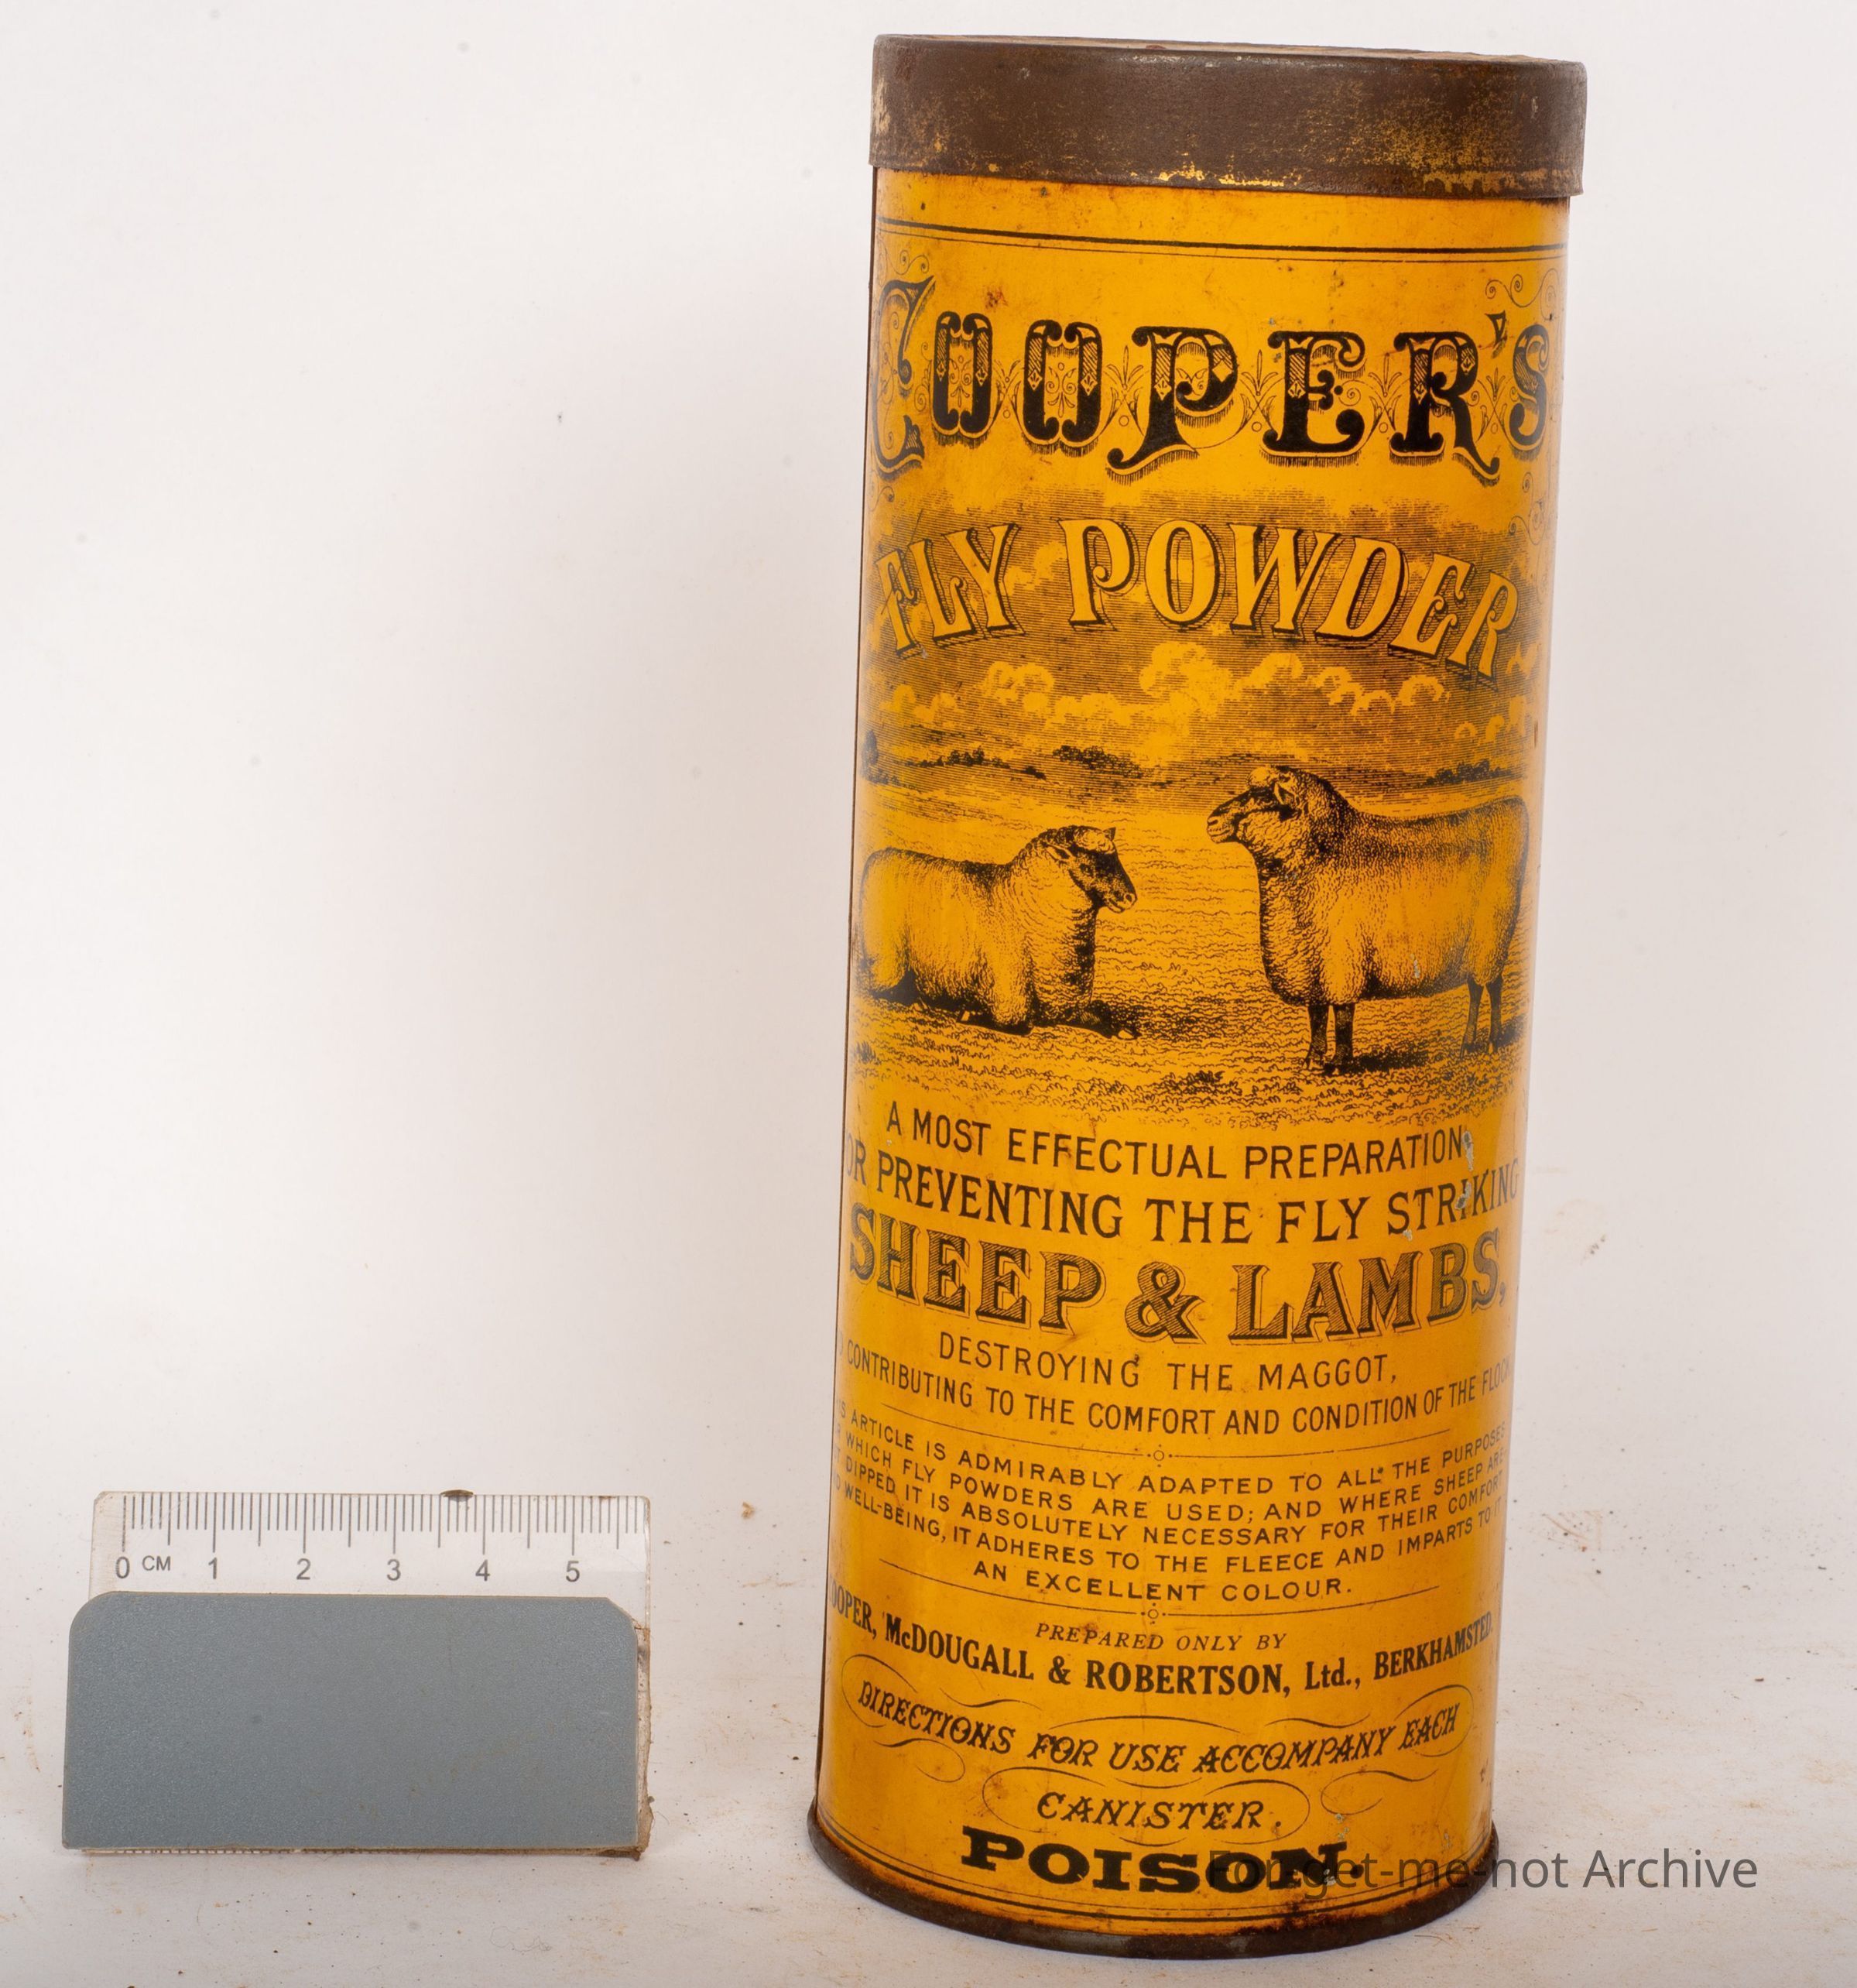 COOPER'S
FLY POWDER
A MOST EFFECTUAL PREPARATION
OR PREVENTING THE FLY STRIKING
SHEEP & LAMBS,
DESTROYING THE MAGGOT,
CONTRIBUTING TO THE COMFORT AND CONDITION OF THE FLOCK
S ARTICLE IS ADMIRABLY ADAPTED TO ALL THE PURPOSES
R WHICH FLY POWDERS ARE USED; AND WHERE SHEEP ARE
T DIPPED IT IS ABSOLUTELY NECESSARY FOR THEIR COMFORT
D WELL-BEING, IT ADHERES TO THE FLEECE AND IMPARTS TO IT
AN EXCELLENT COLOUR.
PREPARED ONLY BY
OOPER, McDOUGALL & ROBERTSON, Ltd., BERKHAMSTED.
DIRECTIONS FOR USE ACCOMPANY EACH
CANISTER.
POISON.
0 CM 1 2 3 4 5
For-get-me-not Archive